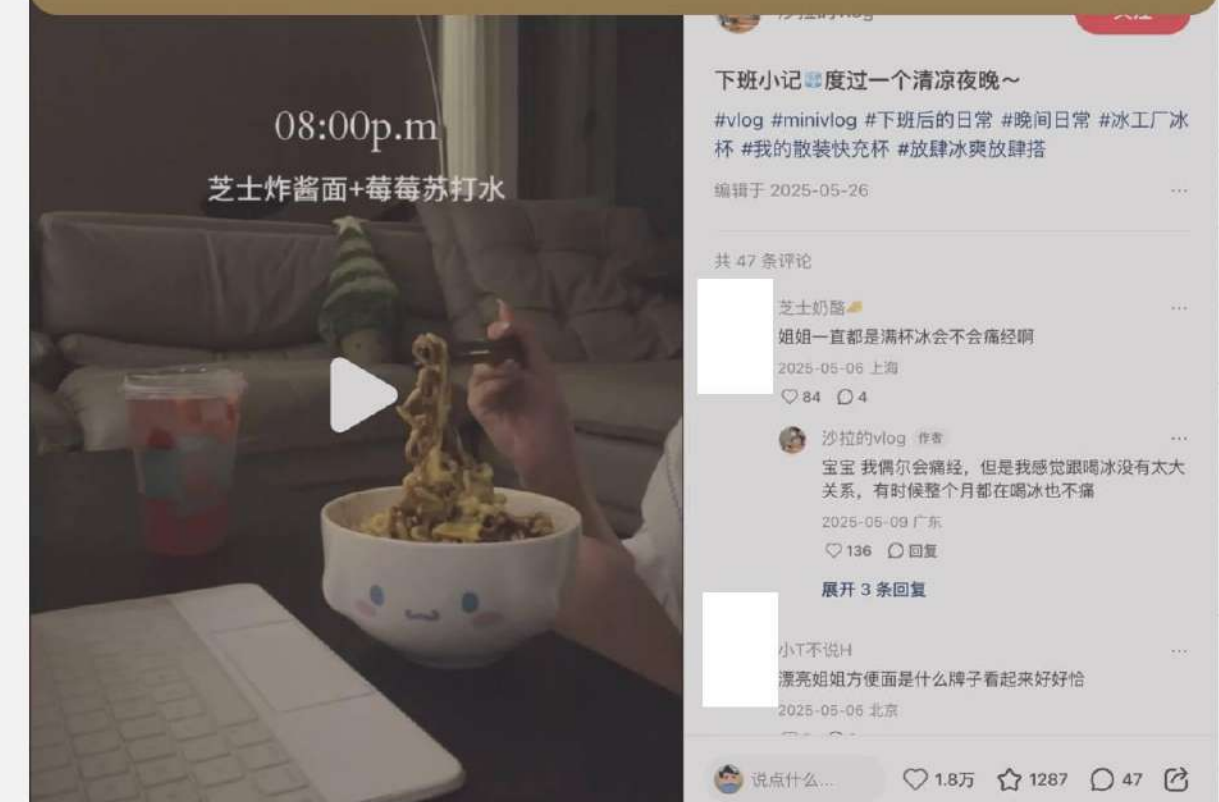 08:00p.m
芝士炸酱面+莓莓苏打水
沙拉的vlog
关注
下班小记🧊度过一个清凉夜晚～
#vlog #minivlog #下班后的日常 #晚间日常 #冰工厂冰
杯 #我的散装快充杯 #放肆冰爽放肆搭
编辑于 2025-05-26
共 47 条评论
芝士奶酪🧀
姐姐一直都是满杯冰会不会痛经啊
2025-05-06 上海
84 4
沙拉的vlog 作者
宝宝 我偶尔会痛经，但是我感觉跟喝冰没有太大
关系，有时候整个月都在喝冰也不痛
2025-05-09 广东
136 回复
展开 3 条回复
小T不说H
漂亮姐姐方便面是什么牌子看起来好好恰
2025-05-06 北京
说点什么...
1.8万 1287 47